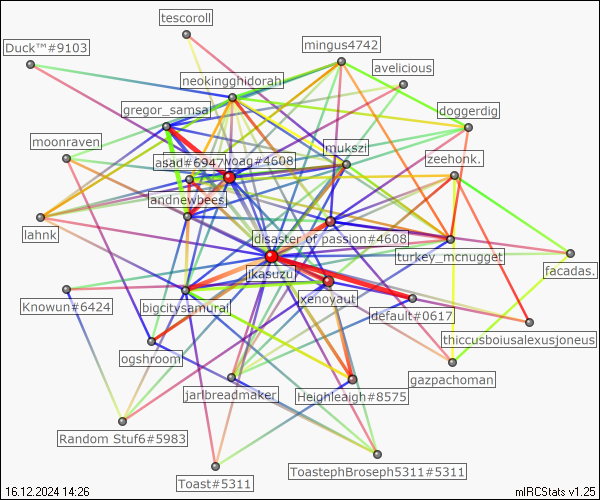 tescoroll
Duck™#9103
mingus4742
avelicious
neokingghidorah
gregor_samsa
doggerdig
moonraven
mukszi
zeehonk.
asad#6947
voag#4608
andnewbees
lahnk
disaster of passion#4608
turkey_mcnugget
jkasuzu
facadas.
xenoyaut
Knowun#6424
bigcitysamurai
default#0617
thiccusboiusalexusjoneus
ogshroom
gazpachoman
jarlbreadmaker
Heighleaigh#8575
Random Stuf6#5983
ToastephBroseph5311#5311
Toast#5311
16.12.2024 14:26
mIRCStats v1.25